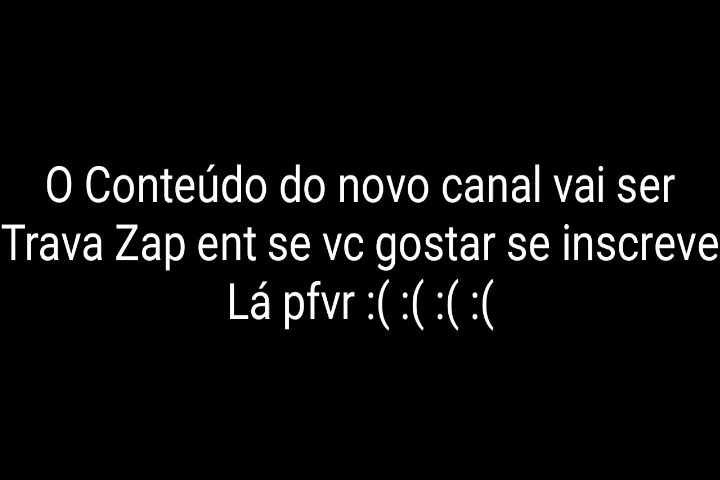 O Conteúdo do novo canal vai ser
Trava Zap ent se vc gostar se inscreve
Lá pfvr :( :( :( :(